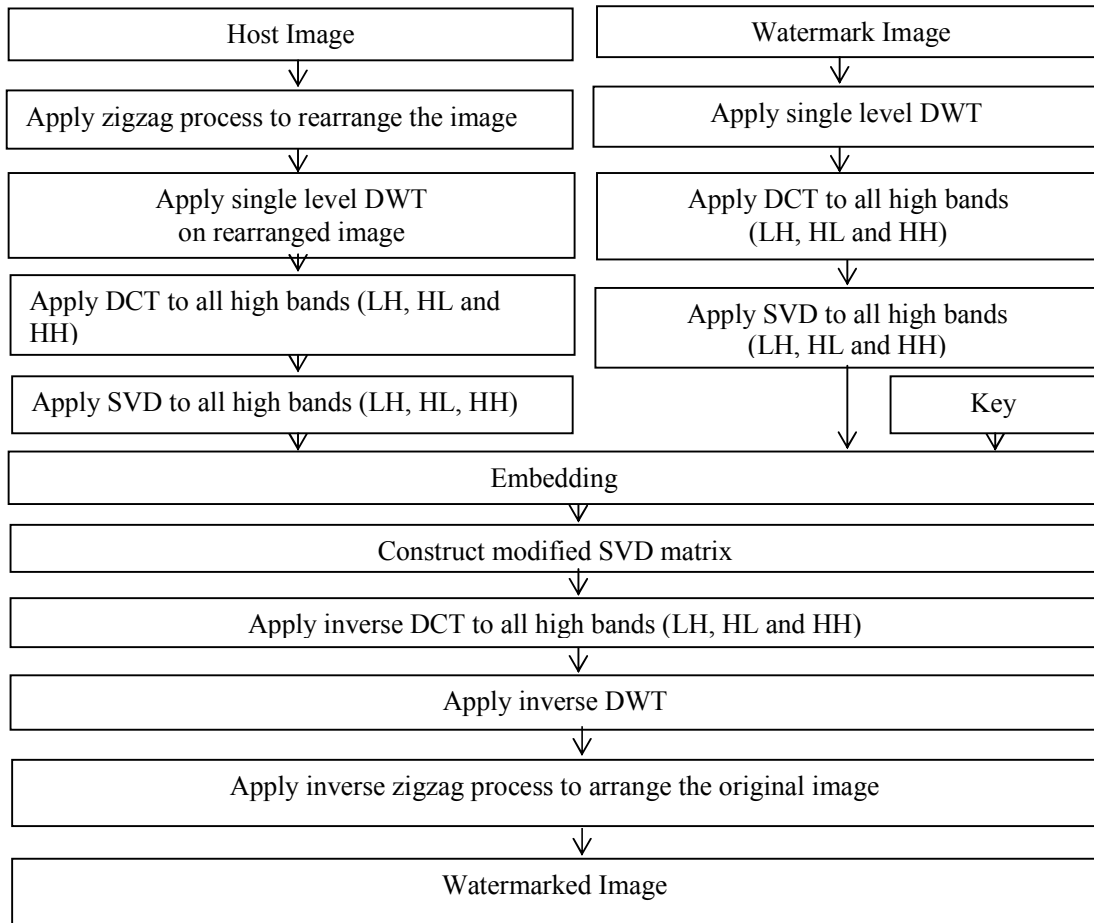 Host Image
Watermark Image
Apply zigzag process to rearrange the image
Apply single level DWT
Apply single level DWT
on rearranged image
Apply DCT to all high bands
(LH, HL and HH)
Apply DCT to all high bands (LH, HL and
HH)
Apply SVD to all high bands
(LH, HL and HH)
Apply SVD to all high bands (LH, HL, HH)
Key
Embedding
Construct modified SVD matrix
Apply inverse DCT to all high bands (LH, HL and HH)
Apply inverse DWT
Apply inverse zigzag process to arrange the original image
Watermarked Image